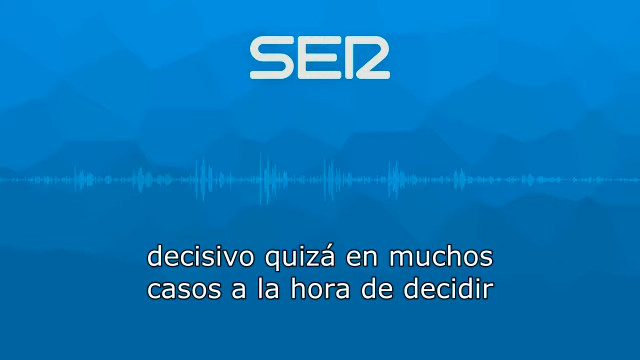 SER
decisivo quizá en muchos
casos a la hora de decidir